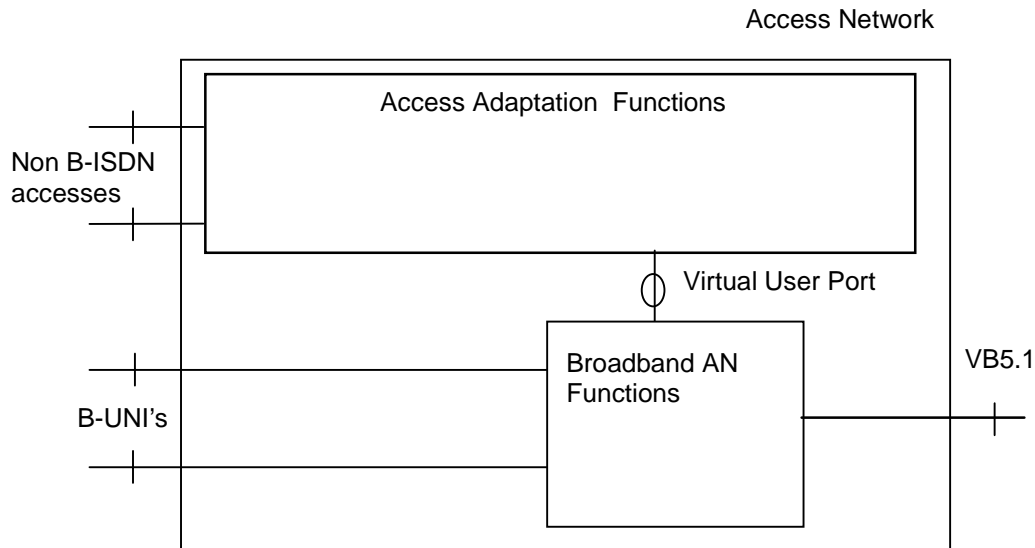 Access Network
Access Adaptation Functions
Non B-ISDN
accesses
Virtual User Port
Broadband AN
Functions
VB5.1
B-UNI's